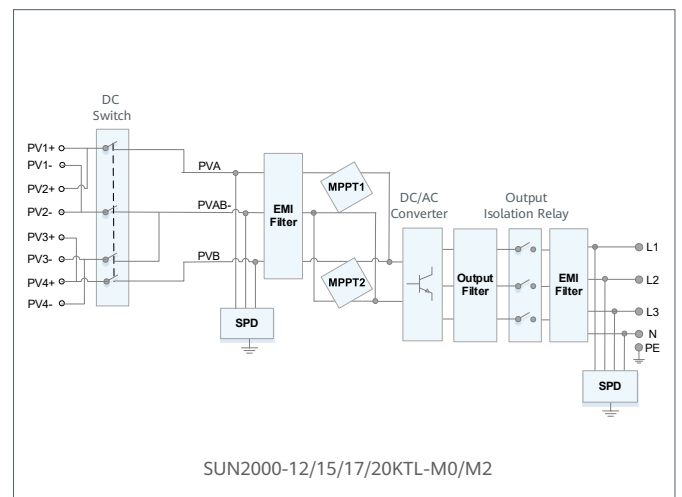 DC
Switch
PV1+
PV1-
PV2+
PV2-
PV3+
PV3-
PV4+
PV4-
PVA
PVAB-
PVB
EMI
Filter
SPD
MPPT1
MPPT2
DC/AC
Converter
Output
Filter
Output
Isolation Relay
EMI
Filter
L1
L2
L3
N
PE
SPD
SUN2000-12/15/17/20KTL-M0/M2